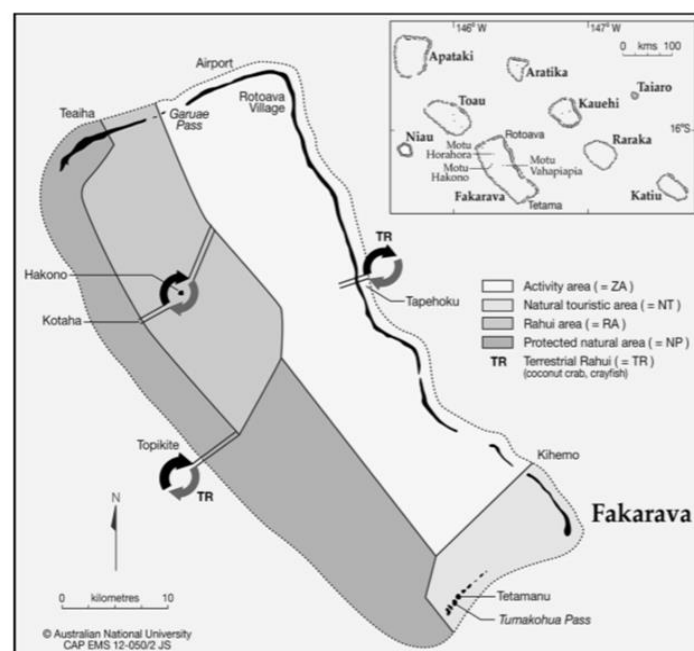 146° W
147° W
0 kms 100
Apataki
Aratika
Taiaro
Toau
Kauehi
Niau
Rotoava
16°S
Motu
Horahora
Raraka
Motu
Hakono
Motu
Vahapiapia
Fakarava
Katiu
Tetama
Airport
Rotoava
Village
Teaiha
Garuae
Pass
TR
Hakono
Tapehoku
Kotaha
Activity area ( = ZA)
Natural touristic area ( = NT)
Rahui area ( = RA)
Protected natural area ( = NP)
TR Terrestrial Rahui ( = TR)
(coconut crab, crayfish)
Topikite
TR
Kihemo
Fakarava
N
0 kilometres 10
Tetamanu
Tumakohua Pass
© Australian National University
CAP EMS 12-050/2 JS